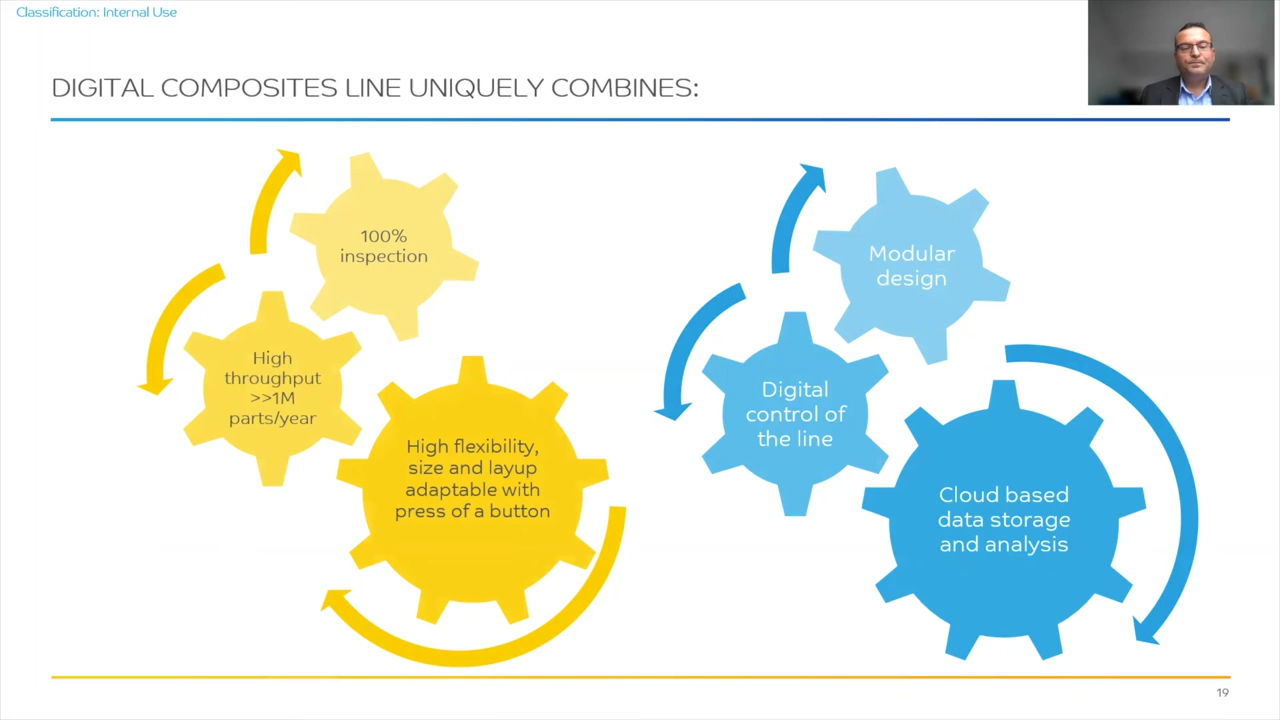 Classification: Internal Use
DIGITAL COMPOSITES LINE UNIQUELY COMBINES:
100%
inspection
High
throughput
>>1M
parts/year
High flexibility,
size and layup
adaptable with
press of a button
Modular
design
Digital
control of
the line
Cloud based
data storage
and analysis
19